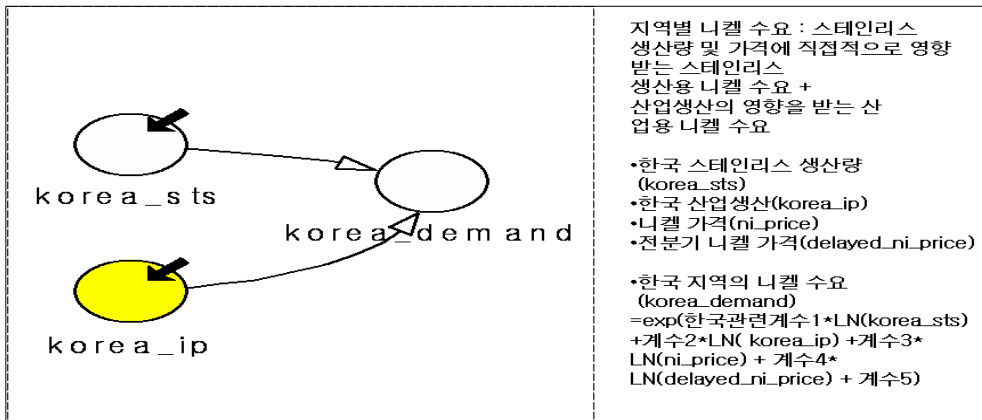 korea_sts
korea_demand
korea_ip
지역별 니켈 수요 : 스테인리스
생산량 및 가격에 직접적으로 영향
받는 스테인리스
생산용 니켈 수요 +
산업생산의 영향을 받는 산
업용 니켈 수요
•한국 스테인리스 생산량
(korea_sts)
•한국 산업생산(korea_ip)
•니켈 가격(ni_price)
•전분기 니켈 가격(delayed_ni_price)
•한국 지역의 니켈 수요
(korea_demand)
=exp(한국관련계수1*LN(korea_sts)
+계수2*LN( korea_ip) +계수3*
LN(ni_price) + 계수4*
LN(delayed_ni_price) + 계수5)